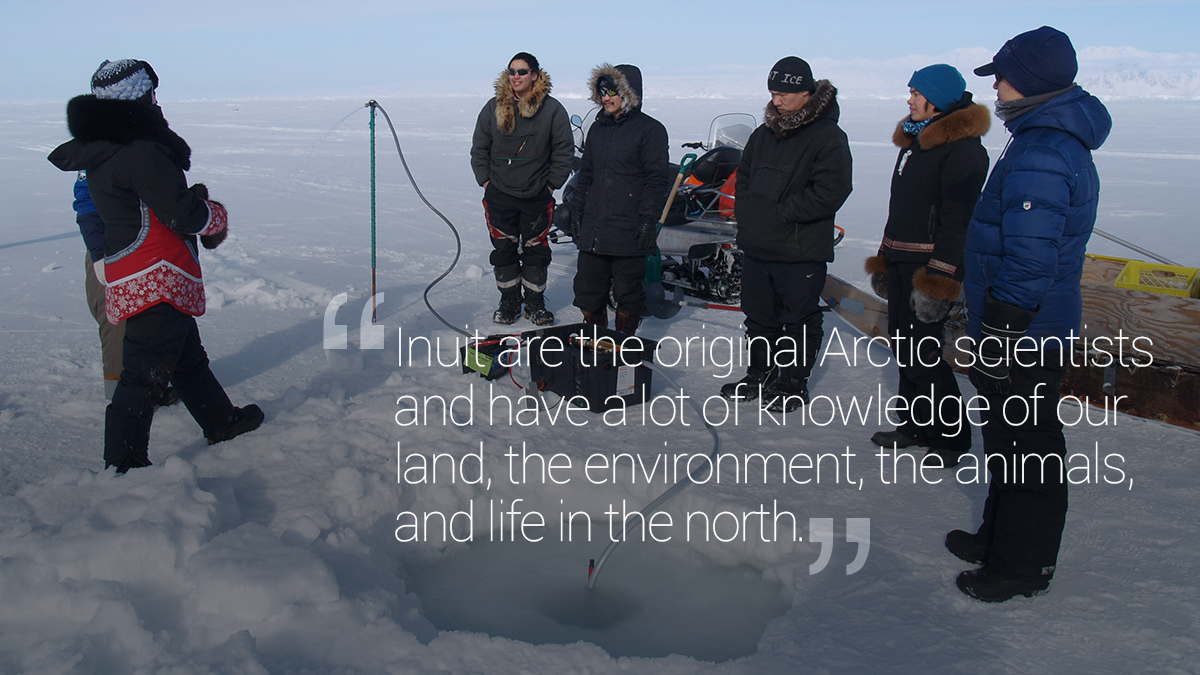 T ICE
“Inuit are the original Arctic scientists
and have a lot of knowledge of our
land, the environment, the animals,
and life in the north.”